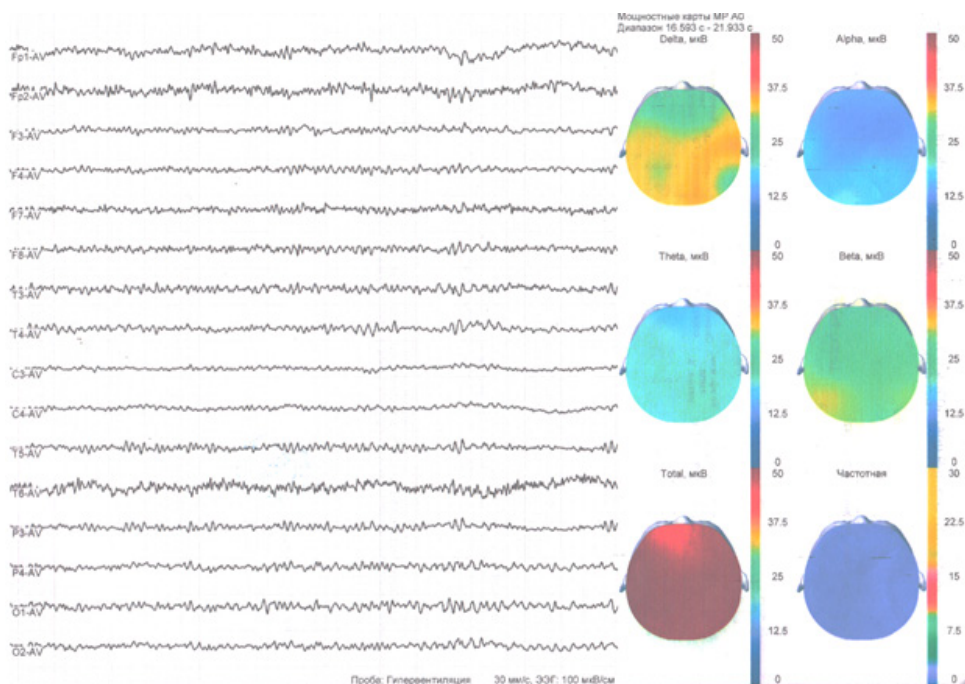 Мощностные карты МР А0
Диапазон 16.593 с - 21.933 с
Delta, мкВ
Alpha, мкВ
50
37.5
25
12.5
0
50
37.5
25
12.5
0
Theta, мкВ
Beta, мкВ
50
37.5
25
12.5
0
50
37.5
25
12.5
0
Total, мкВ
Частотная
50
37.5
25
12.5
0
30
15
7.5
0
Fp1-AV
Fp2-AV
F3-AV
F4-AV
F7-AV
F8-AV
T3-AV
T4-AV
C3-AV
C4-AV
T5-AV
T6-AV
P3-AV
P4-AV
O1-AV
O2-AV
Проба: Гипервентиляция 30 мм/с, ЭЭГ: 100 мкВ/см